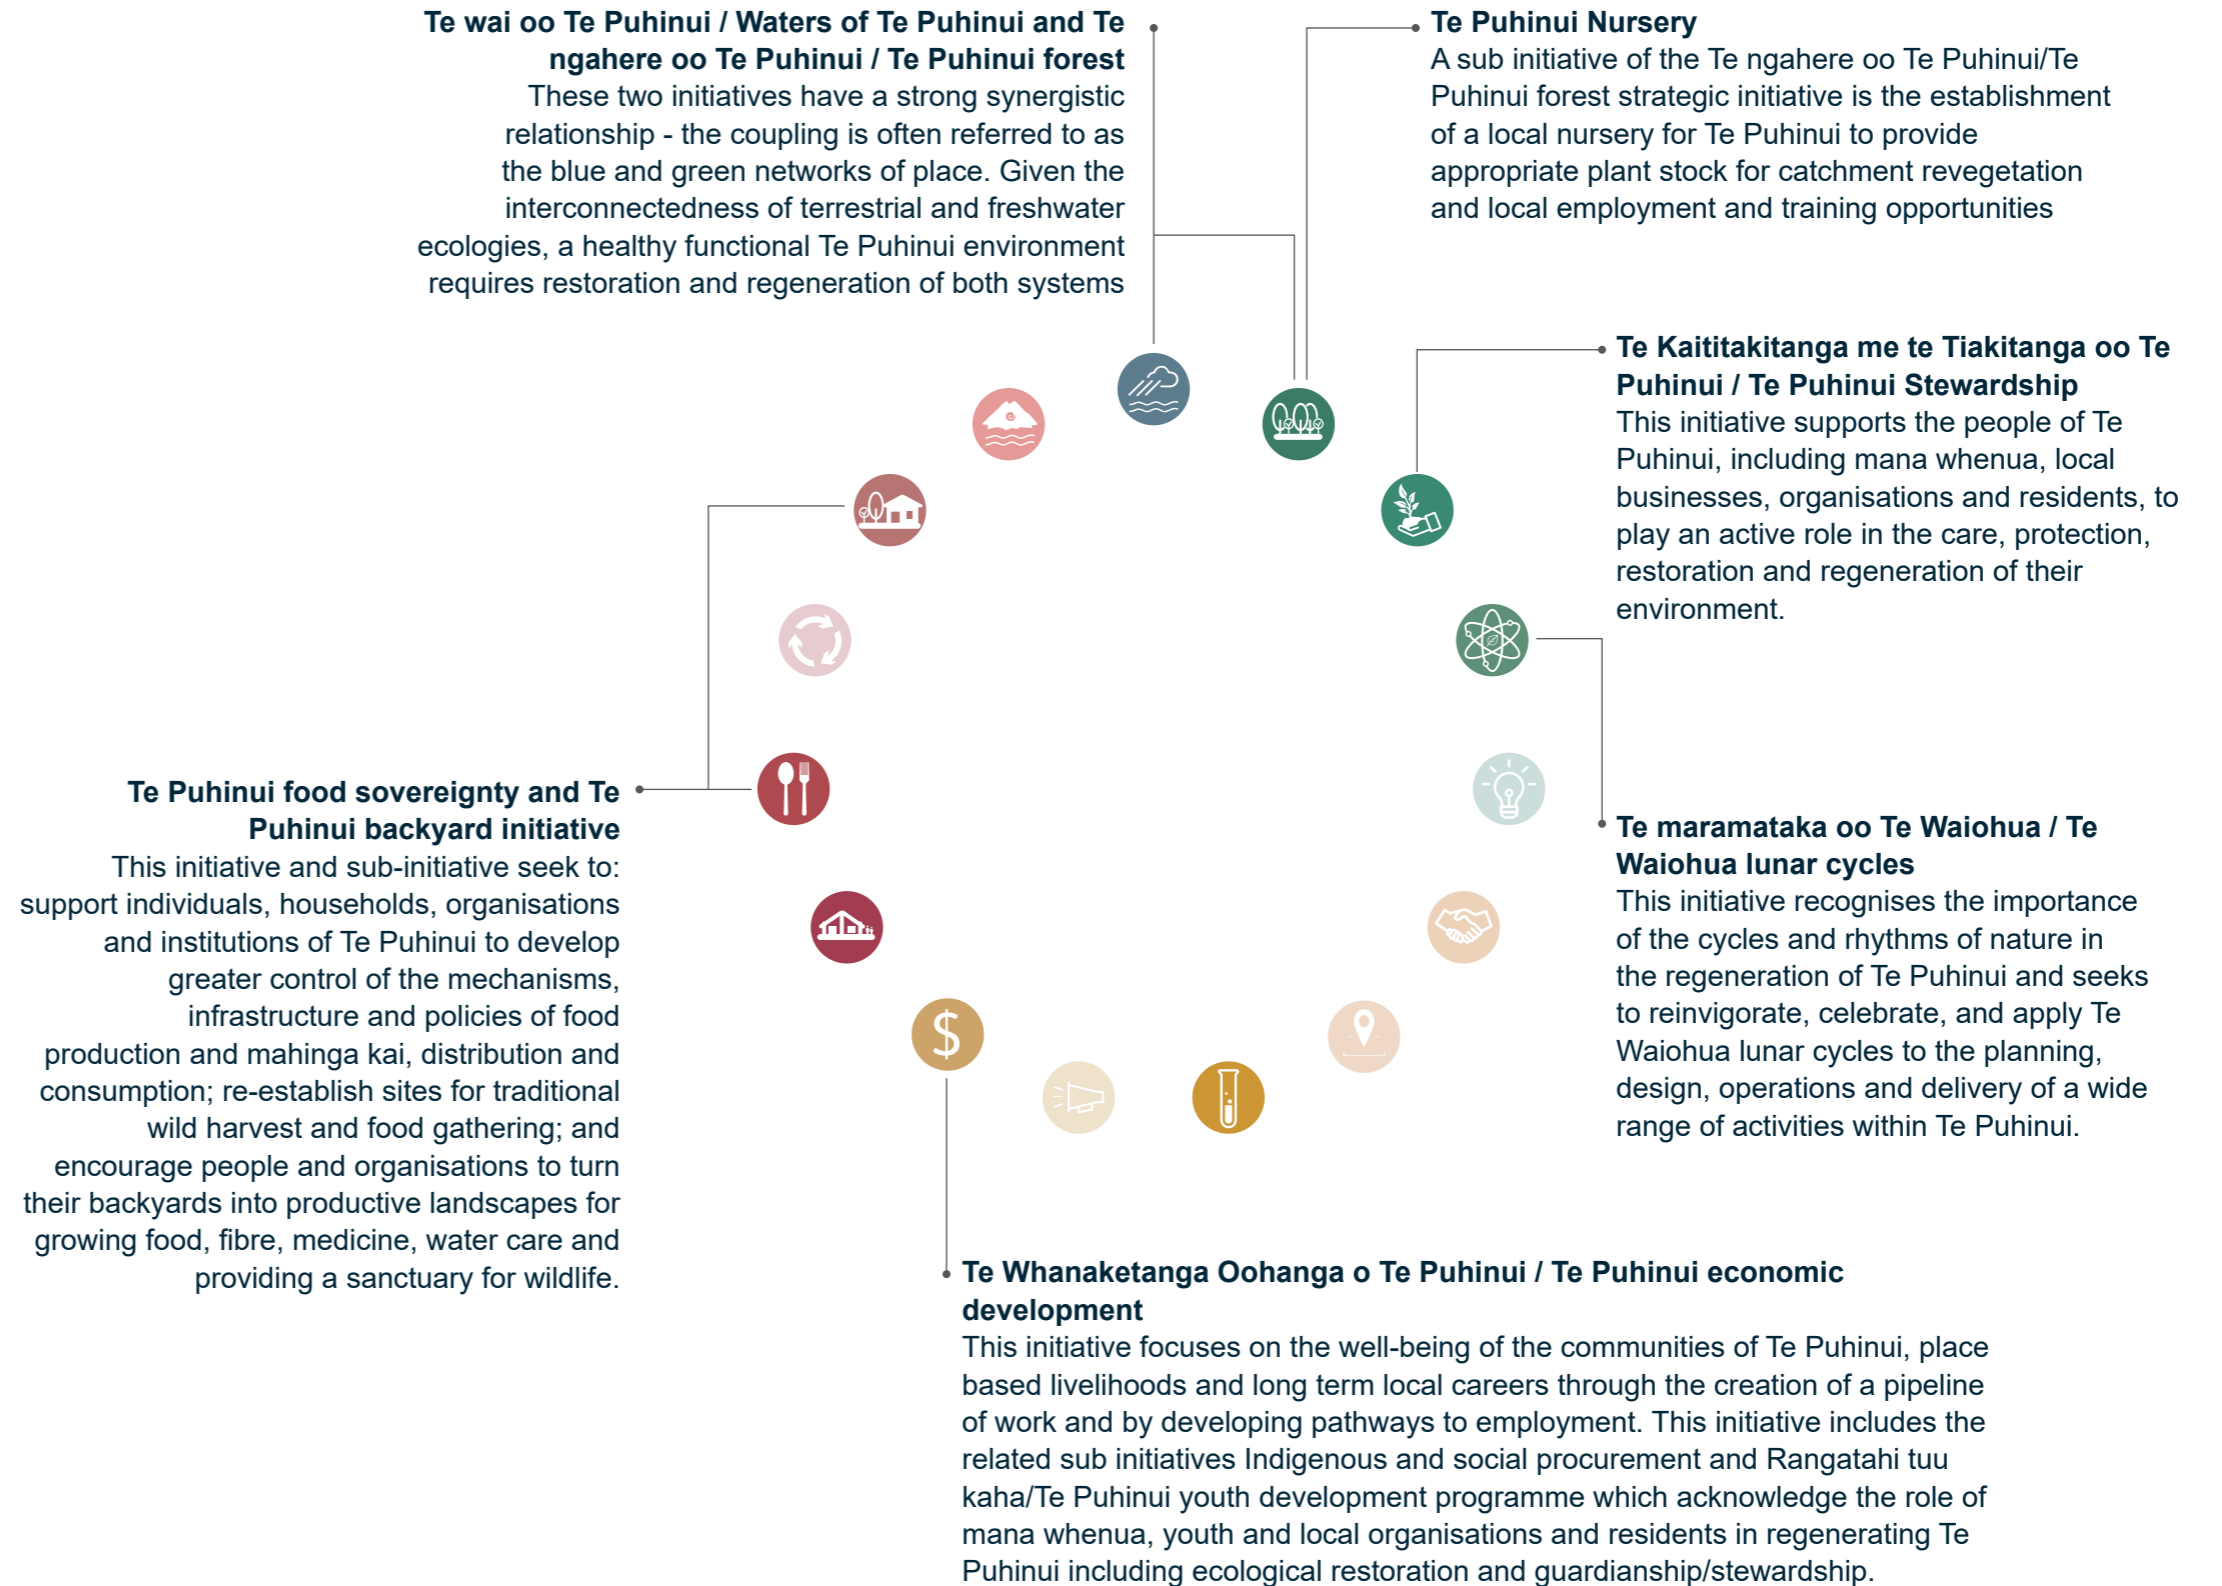 Te wai oo Te Puhinui / Waters of Te Puhinui and Te
ngahere oo Te Puhinui / Te Puhinui forest
These two initiatives have a strong synergistic
relationship - the coupling is often referred to as
the blue and green networks of place. Given the
interconnectedness of terrestrial and freshwater
ecologies, a healthy functional Te Puhinui environment
requires restoration and regeneration of both systems
Te Puhinui Nursery
A sub initiative of the Te ngahere oo Te Puhinui/Te
Puhinui forest strategic initiative is the establishment
of a local nursery for Te Puhinui to provide
appropriate plant stock for catchment revegetation
and local employment and training opportunities
Te Kaititakitanga me te Tiakitanga oo Te
Puhinui / Te Puhinui Stewardship
This initiative supports the people of Te
Puhinui, including mana whenua, local
businesses, organisations and residents, to
play an active role in the care, protection,
restoration and regeneration of their
environment.
Te maramataka oo Te Waiohua / Te
Waiohua lunar cycles
This initiative recognises the importance
of the cycles and rhythms of nature in
the regeneration of Te Puhinui and seeks
to reinvigorate, celebrate, and apply Te
Waiohua lunar cycles to the planning,
design, operations and delivery of a wide
range of activities within Te Puhinui.
Te Puhinui food sovereignty and Te
Puhinui backyard initiative
This initiative and sub-initiative seek to:
support individuals, households, organisations
and institutions of Te Puhinui to develop
greater control of the mechanisms,
infrastructure and policies of food
production and mahinga kai, distribution and
consumption; re-establish sites for traditional
wild harvest and food gathering; and
encourage people and organisations to turn
their backyards into productive landscapes for
growing food, fibre, medicine, water care and
providing a sanctuary for wildlife.
$
Te Whanaketanga Oohanga o Te Puhinui / Te Puhinui economic
development
This initiative focuses on the well-being of the communities of Te Puhinui, place
based livelihoods and long term local careers through the creation of a pipeline
of work and by developing pathways to employment. This initiative includes the
related sub initiatives Indigenous and social procurement and Rangatahi tuu
kaha/Te Puhinui youth development programme which acknowledge the role of
mana whenua, youth and local organisations and residents in regenerating Te
Puhinui including ecological restoration and guardianship/stewardship.